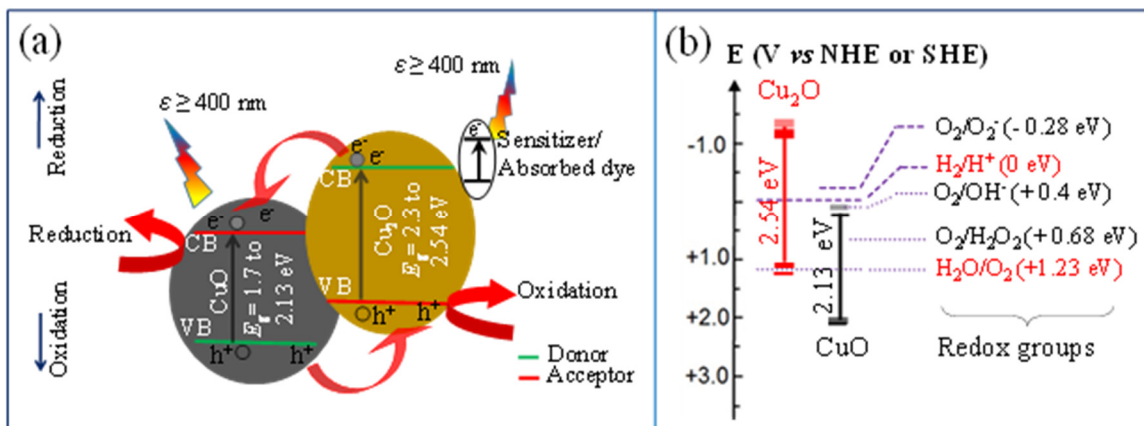 (a)
Reduction
Oxidation
ε ≥ 400 nm
ε ≥ 400 nm
e⁻
Sensitizer/
Absorbed dye
e⁻
e⁻
CB
Cu₂O
E_g = 2.3 to
2.54 eV
VB
h⁺
h⁺
Oxidation
Reduction
e⁻
e⁻
CB
CuO
E_g = 1.7 to
2.13 eV
VB
h⁺
h⁺
Donor
Acceptor
(b)
E (V vs NHE or SHE)
Cu₂O
-1.0
+1.0
+2.0
+3.0
2.54 eV
2.13 eV
CuO
O₂/O₂⁻ (- 0.28 eV)
H₂/H⁺ (0 eV)
O₂/OH⁻ (+0.4 eV)
O₂/H₂O₂ (+0.68 eV)
H₂O/O₂ (+1.23 eV)
Redox groups